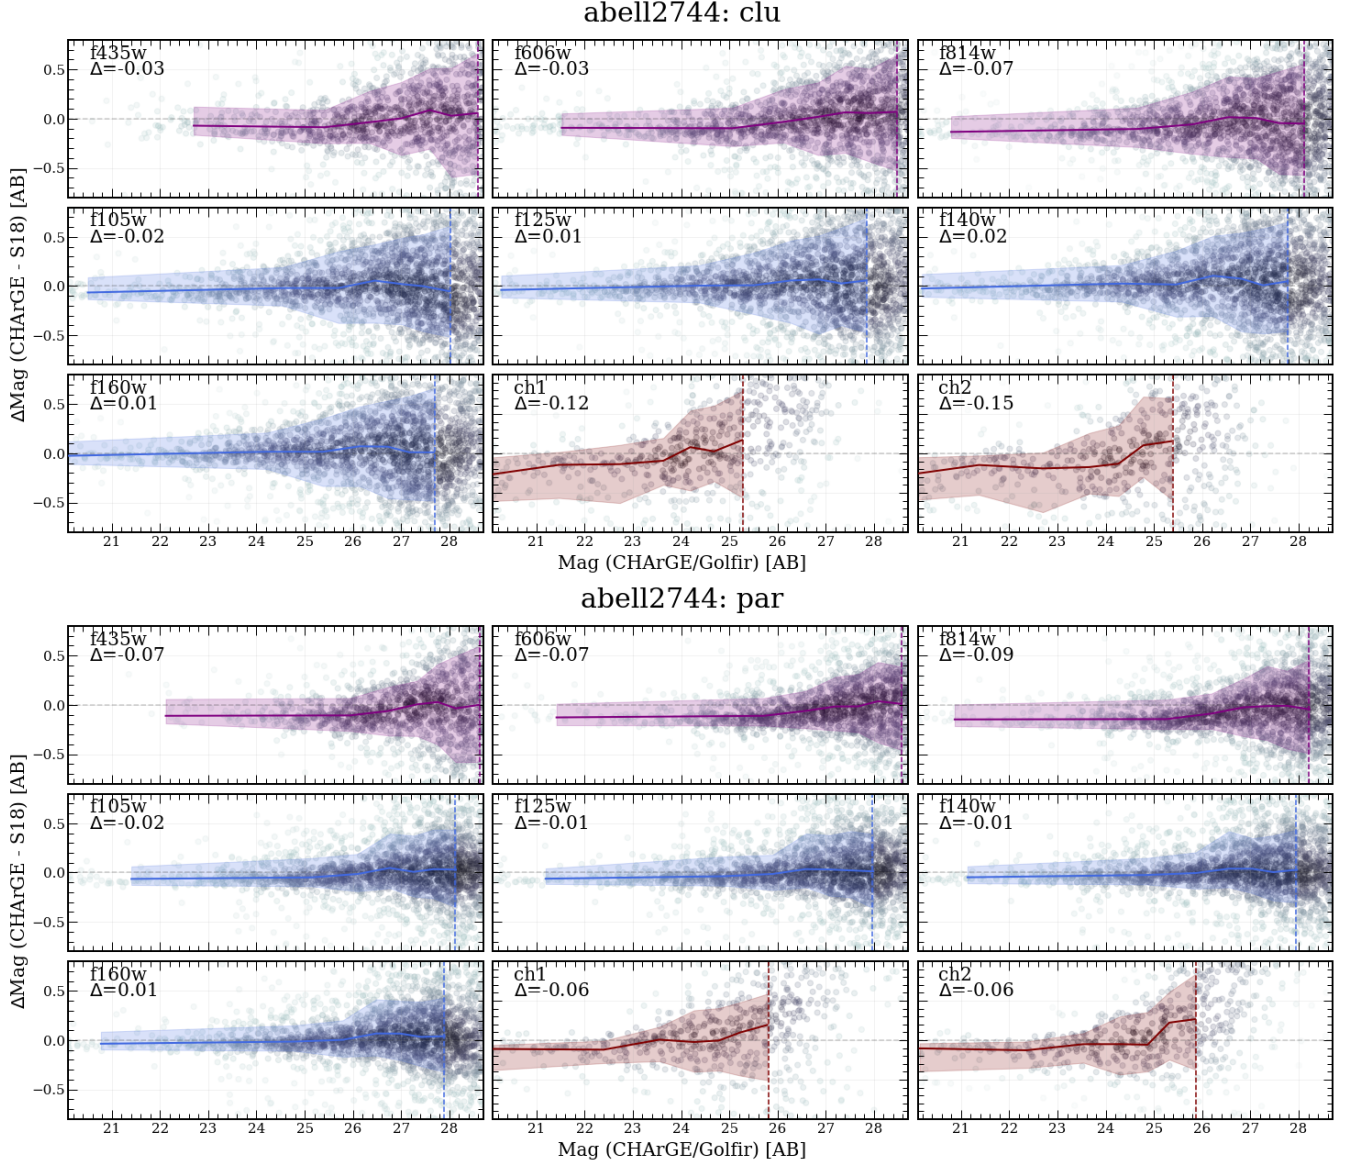 abell2744: clu
f435w
Δ=-0.03
f606w
Δ=-0.03
f814w
Δ=-0.07
0.5
0.0
−0.5
f105w
Δ=-0.02
f125w
Δ=0.01
f140w
Δ=0.02
0.5
0.0
−0.5
ΔMag (CHArGE - S18) [AB]
f160w
Δ=0.01
ch1
Δ=-0.12
ch2
Δ=-0.15
0.5
0.0
−0.5
21 22 23 24 25 26 27 28
21 22 23 24 25 26 27 28
21 22 23 24 25 26 27 28
Mag (CHArGE/Golfir) [AB]
abell2744: par
f435w
Δ=-0.07
f606w
Δ=-0.07
f814w
Δ=-0.09
0.5
0.0
−0.5
f105w
Δ=-0.02
f125w
Δ=-0.01
f140w
Δ=-0.01
0.5
0.0
−0.5
ΔMag (CHArGE - S18) [AB]
f160w
Δ=0.01
ch1
Δ=-0.06
ch2
Δ=-0.06
0.5
0.0
−0.5
21 22 23 24 25 26 27 28
21 22 23 24 25 26 27 28
21 22 23 24 25 26 27 28
Mag (CHArGE/Golfir) [AB]